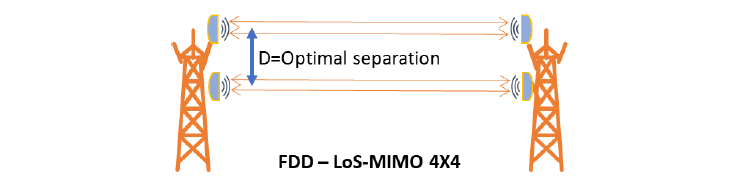 D=Optimal separation
FDD – LoS-MIMO 4X4